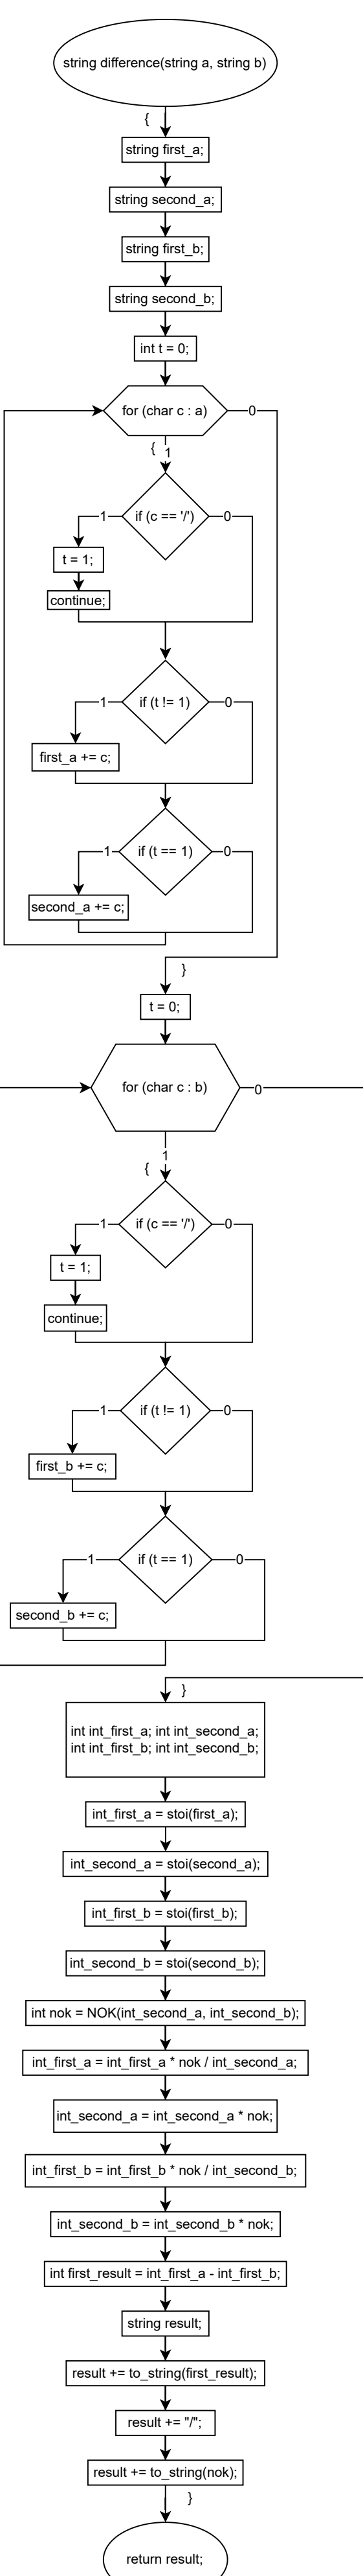 string difference(string a, string b)
{
string first_a;
string second_a;
string first_b;
string second_b;
int t = 0;
for (char c : a)
0
{ 1
if (c == '/')
1
0
t = 1;
continue;
if (t != 1)
1
0
first_a += c;
if (t == 1)
1
0
second_a += c;
}
t = 0;
for (char c : b)
0
1
{
if (c == '/')
1
0
t = 1;
continue;
if (t != 1)
1
0
first_b += c;
if (t == 1)
1
0
second_b += c;
}
int int_first_a; int int_second_a;
int int_first_b; int int_second_b;
int_first_a = stoi(first_a);
int_second_a = stoi(second_a);
int_first_b = stoi(first_b);
int_second_b = stoi(second_b);
int nok = NOK(int_second_a, int_second_b);
int_first_a = int_first_a * nok / int_second_a;
int_second_a = int_second_a * nok;
int_first_b = int_first_b * nok / int_second_b;
int_second_b = int_second_b * nok;
int first_result = int_first_a - int_first_b;
string result;
result += to_string(first_result);
result += "/";
result += to_string(nok);
}
return result;